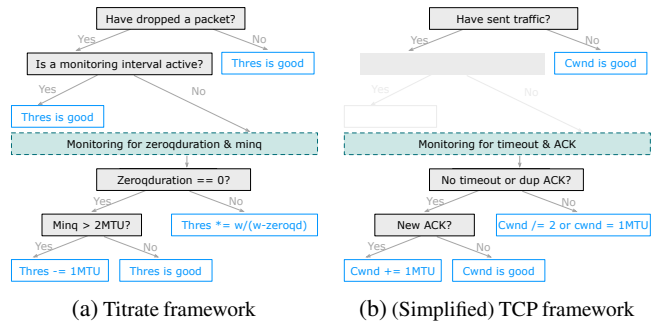 Have dropped a packet?
Yes
No
Is a monitoring interval active?
Thres is good
Yes
No
Thres is good
Monitoring for zeroqduration & minq
Zeroqduration == 0?
Yes
No
Minq > 2MTU?
Thres *= w/(w-zeroqd)
Yes
No
Thres -= 1MTU
Thres is good
(a) Titrate framework
Have sent traffic?
Yes
No
Cwnd is good
Yes
No
Monitoring for timeout & ACK
No timeout or dup ACK?
Yes
No
New ACK?
Cwnd /= 2 or cwnd = 1MTU
Yes
No
Cwnd += 1MTU
Cwnd is good
(b) (Simplified) TCP framework